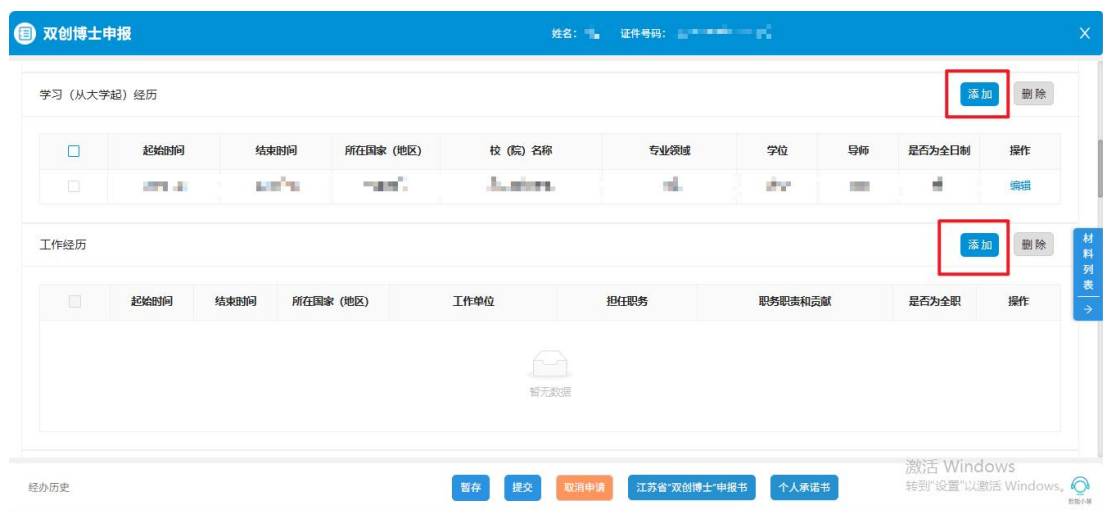 双创博士申报 姓名： 证件号码：
X
学习（从大学起）经历 添加 删除
起始时间 结束时间 所在国家（地区） 校（院）名称 专业领域 学位 导师 是否为全日制 操作
编辑
工作经历 添加 删除
材料列表
起始时间 结束时间 所在国家（地区） 工作单位 担任职务 职务职责和贡献 是否为全职 操作
暂无数据
激活 Windows
经办历史 暂存 提交 取消申请 江苏省“双创博士”申报书 个人承诺书 转到“设置”以激活 Windows。